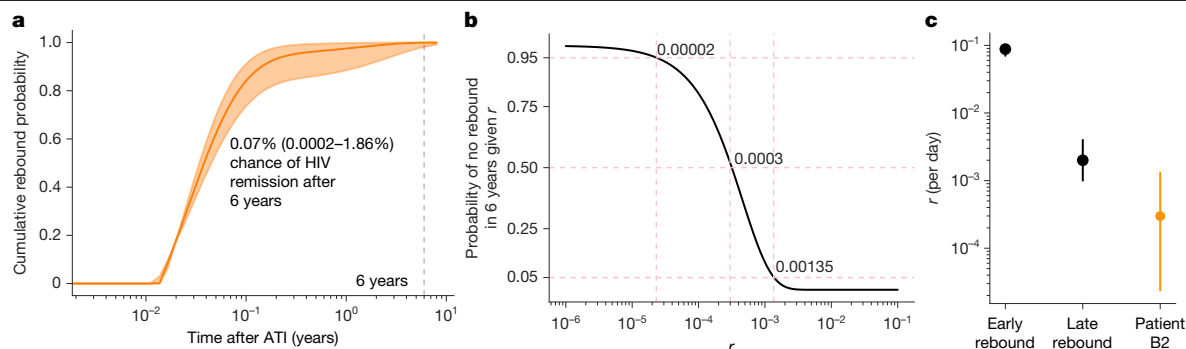 a
Cumulative rebound probability
1.0
0.8
0.6
0.4
0.2
0
0.07% (0.0002–1.86%)
chance of HIV
remission after
6 years
6 years
10⁻²
10⁻¹
10⁰
10¹
Time after ATI (years)
b
Probability of no rebound
in 6 years given r
0.95
0.75
0.50
0.25
0.05
0.00002
0.0003
0.00135
10⁻⁶
10⁻⁵
10⁻⁴
10⁻³
10⁻²
10⁻¹
r
c
r (per day)
10⁻¹
10⁻²
10⁻³
10⁻⁴
Early
rebound
Late
rebound
Patient
B2